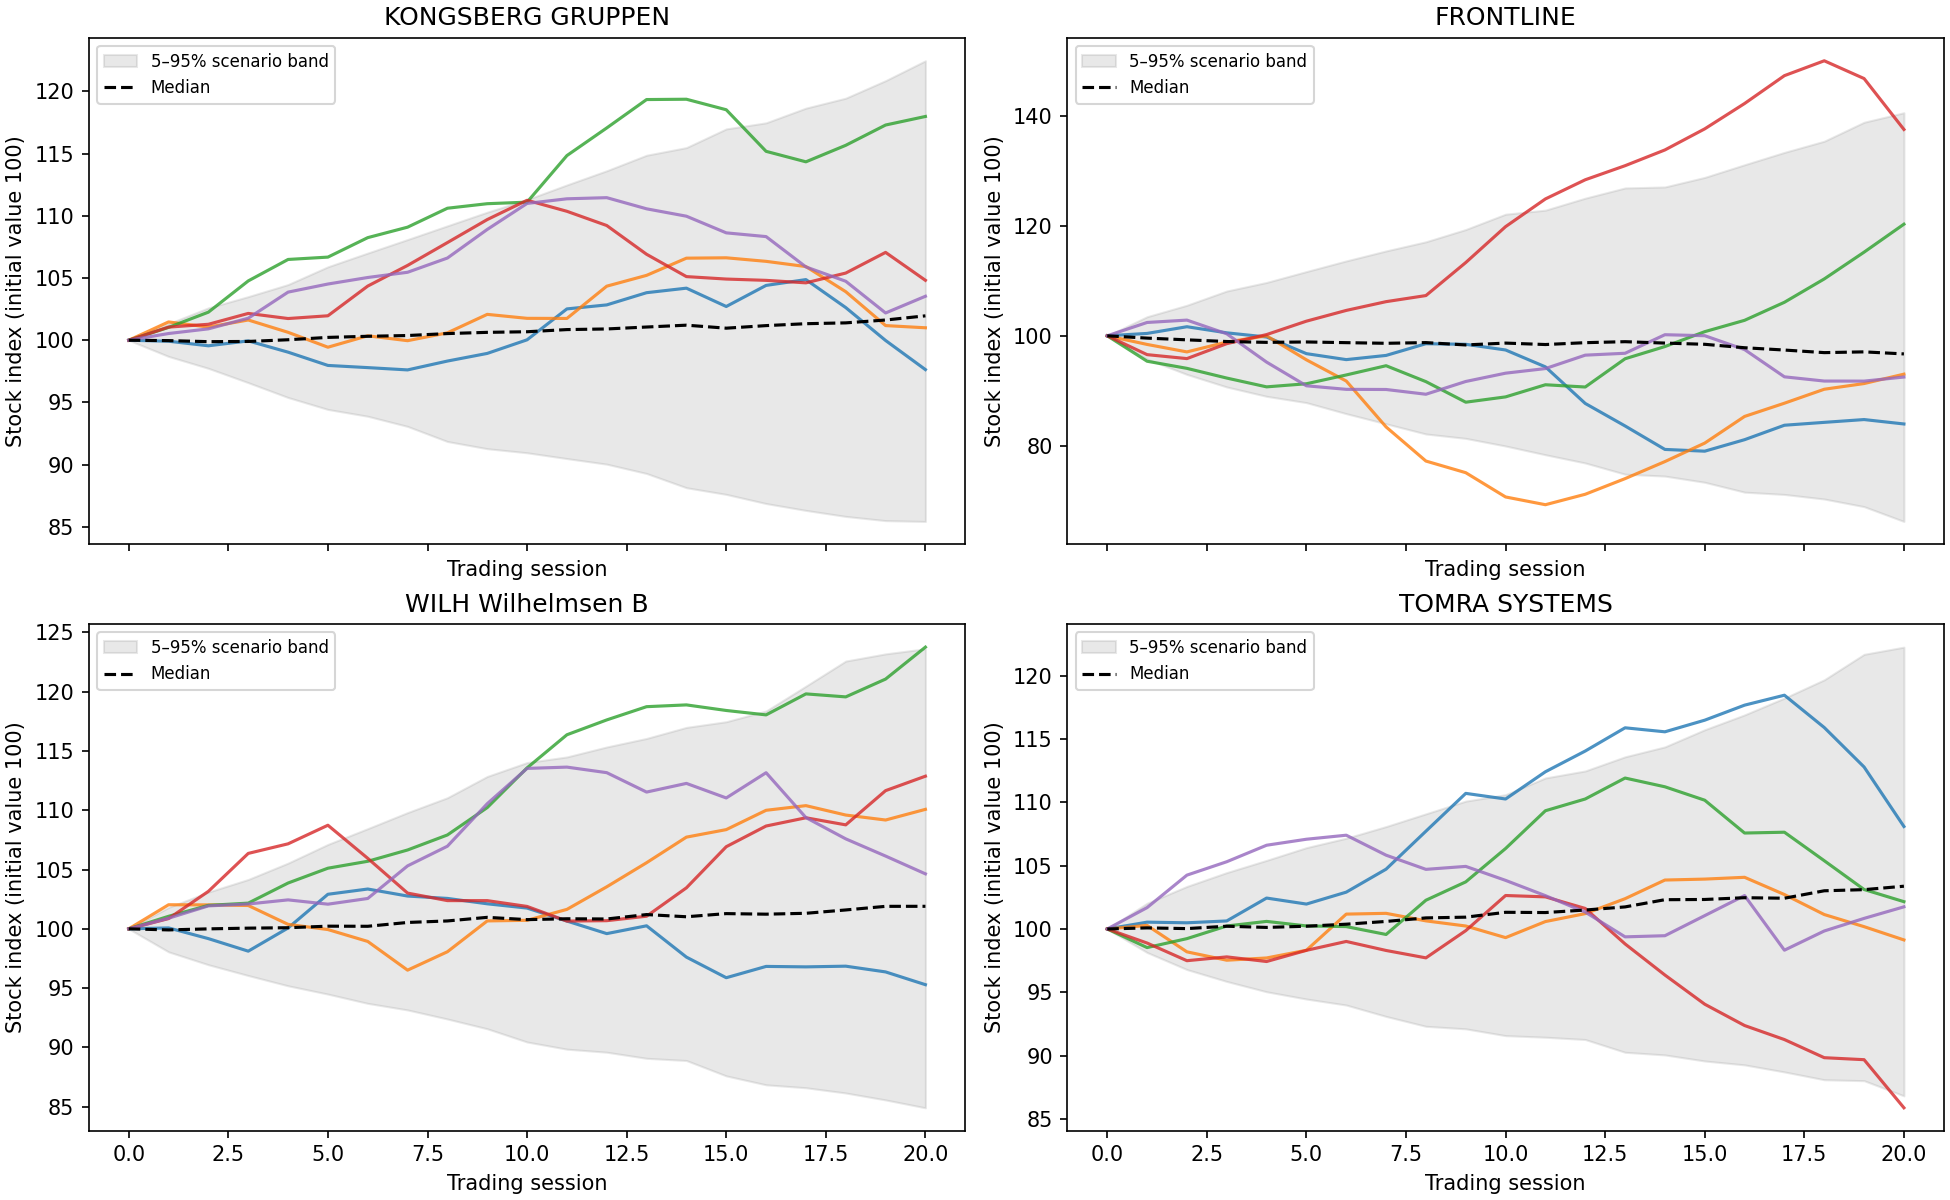 KONGSBERG GRUPPEN
5–95% scenario band
Median
Stock index (initial value 100)
120
115
110
105
100
95
90
85
Trading session
FRONTLINE
5–95% scenario band
Median
Stock index (initial value 100)
140
120
100
80
Trading session
WILH Wilhelmsen B
5–95% scenario band
Median
Stock index (initial value 100)
125
120
115
110
105
100
95
90
85
0.0 2.5 5.0 7.5 10.0 12.5 15.0 17.5 20.0
Trading session
TOMRA SYSTEMS
5–95% scenario band
Median
Stock index (initial value 100)
120
115
110
105
100
95
90
85
0.0 2.5 5.0 7.5 10.0 12.5 15.0 17.5 20.0
Trading session